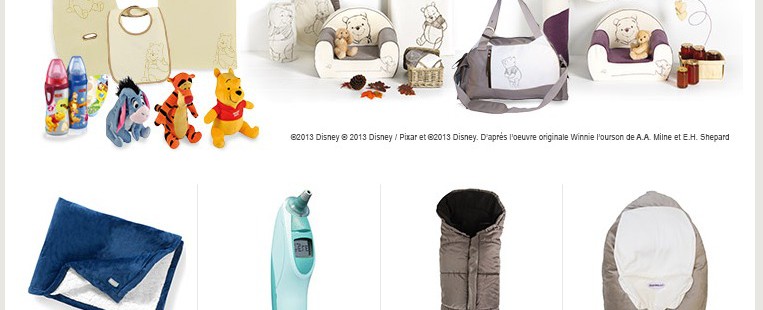 ©2013 Disney © 2013 Disney / Pixar et ©2013 Disney. D'après l'oeuvre originale Winnie l'ourson de A.A. Milne et E.H. Shepard